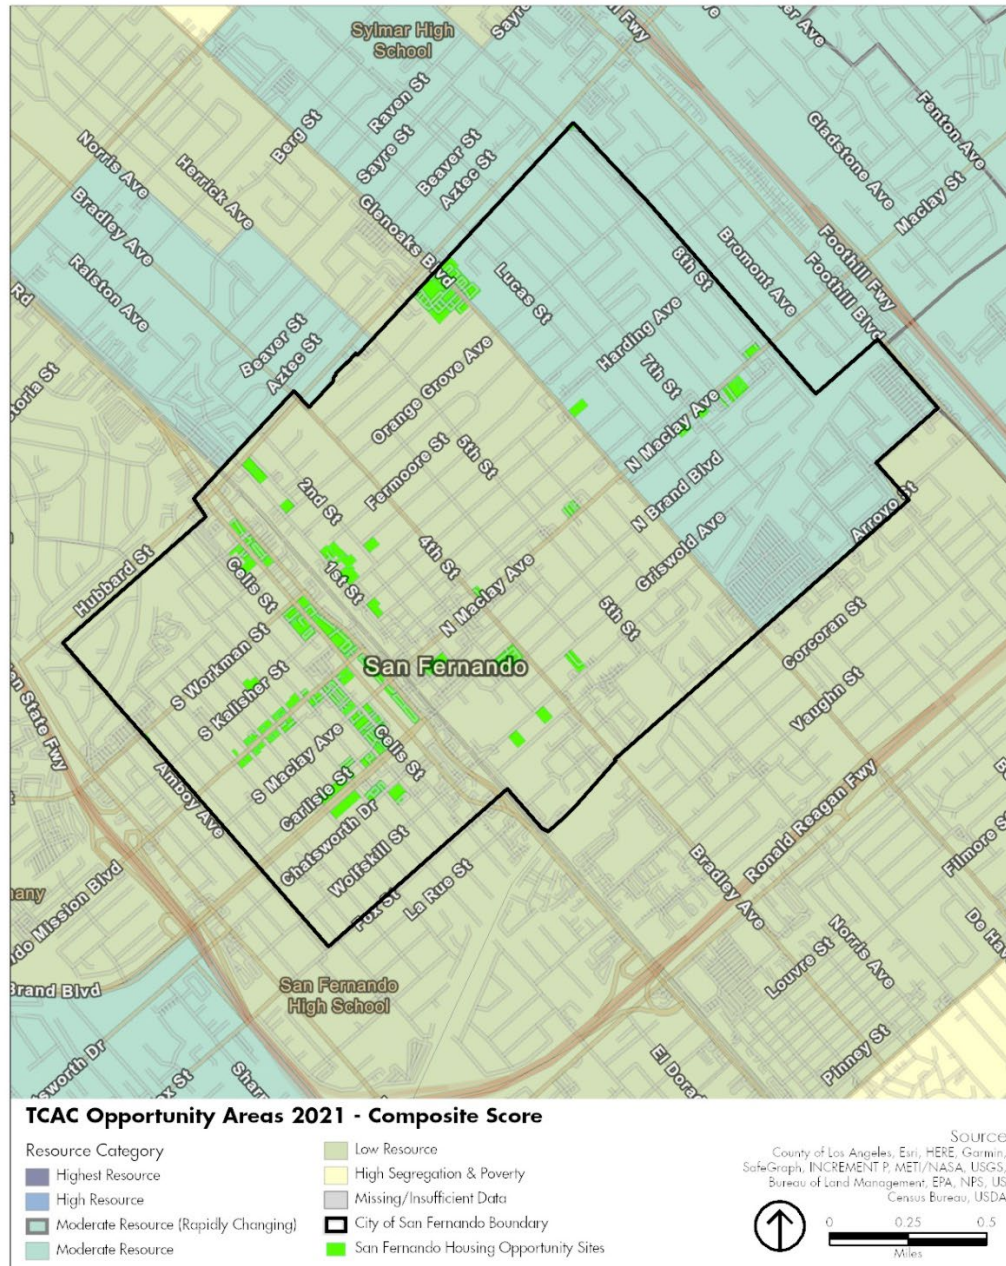 Sylmar High
School
Sayre
Fwy
Ave
Raven St
Berg St
Sayre St
Beaver St
Aztec St
Norris Ave
Herrick Ave
Bradley Ave
Ralston Ave
Glenoaks Blvd
Gladstone Ave
Fenton Ave
Maclay St
Foothill Fwy
Foothill Blvd
Bromont Ave
8th St
Lucas St
Harding Ave
7th St
Rd
Beaver St
Aztec St
Orange Grove Ave
N Maclay Ave
5th St
Fermoore St
2nd St
N Brand Blvd
Arroyo St
Griswold Ave
4th St
Hubbard St
Celis St
1st St
N Maclay Ave
5th St
Corcoran St
San Fernando
S Workman St
S Kalisher St
Vaughn St
S Maclay Ave
Celis St
Amboy Ave
Carlisle St
Chatsworth Dr
Wolfskill St
Fox St
La Rue St
Ronald Reagan Fwy
Bradley Ave
Filmore St
Norris Ave
Louvre St
Pinney St
San Fernando
High School
Brand Blvd
TCAC Opportunity Areas 2021 - Composite Score
Resource Category
Highest Resource
High Resource
Moderate Resource (Rapidly Changing)
Moderate Resource
Low Resource
High Segregation & Poverty
Missing/Insufficient Data
City of San Fernando Boundary
San Fernando Housing Opportunity Sites
Source
County of Los Angeles, Esri, HERE, Garmin,
SafeGraph, INCREMENT P, METI/NASA, USGS,
Bureau of Land Management, EPA, NPS, US
Census Bureau, USDA
0 0.25 0.5
Miles